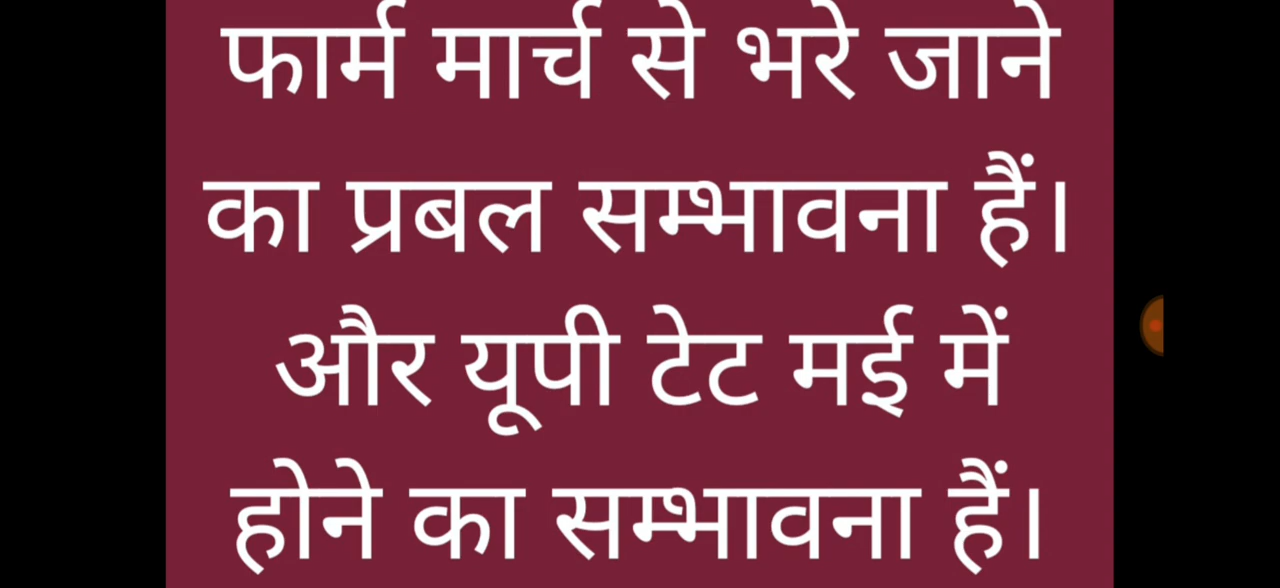 फार्म मार्च से भरे जाने
का प्रबल सम्भावना हैं।
और यूपी टेट मई में
होने का सम्भावना हैं।